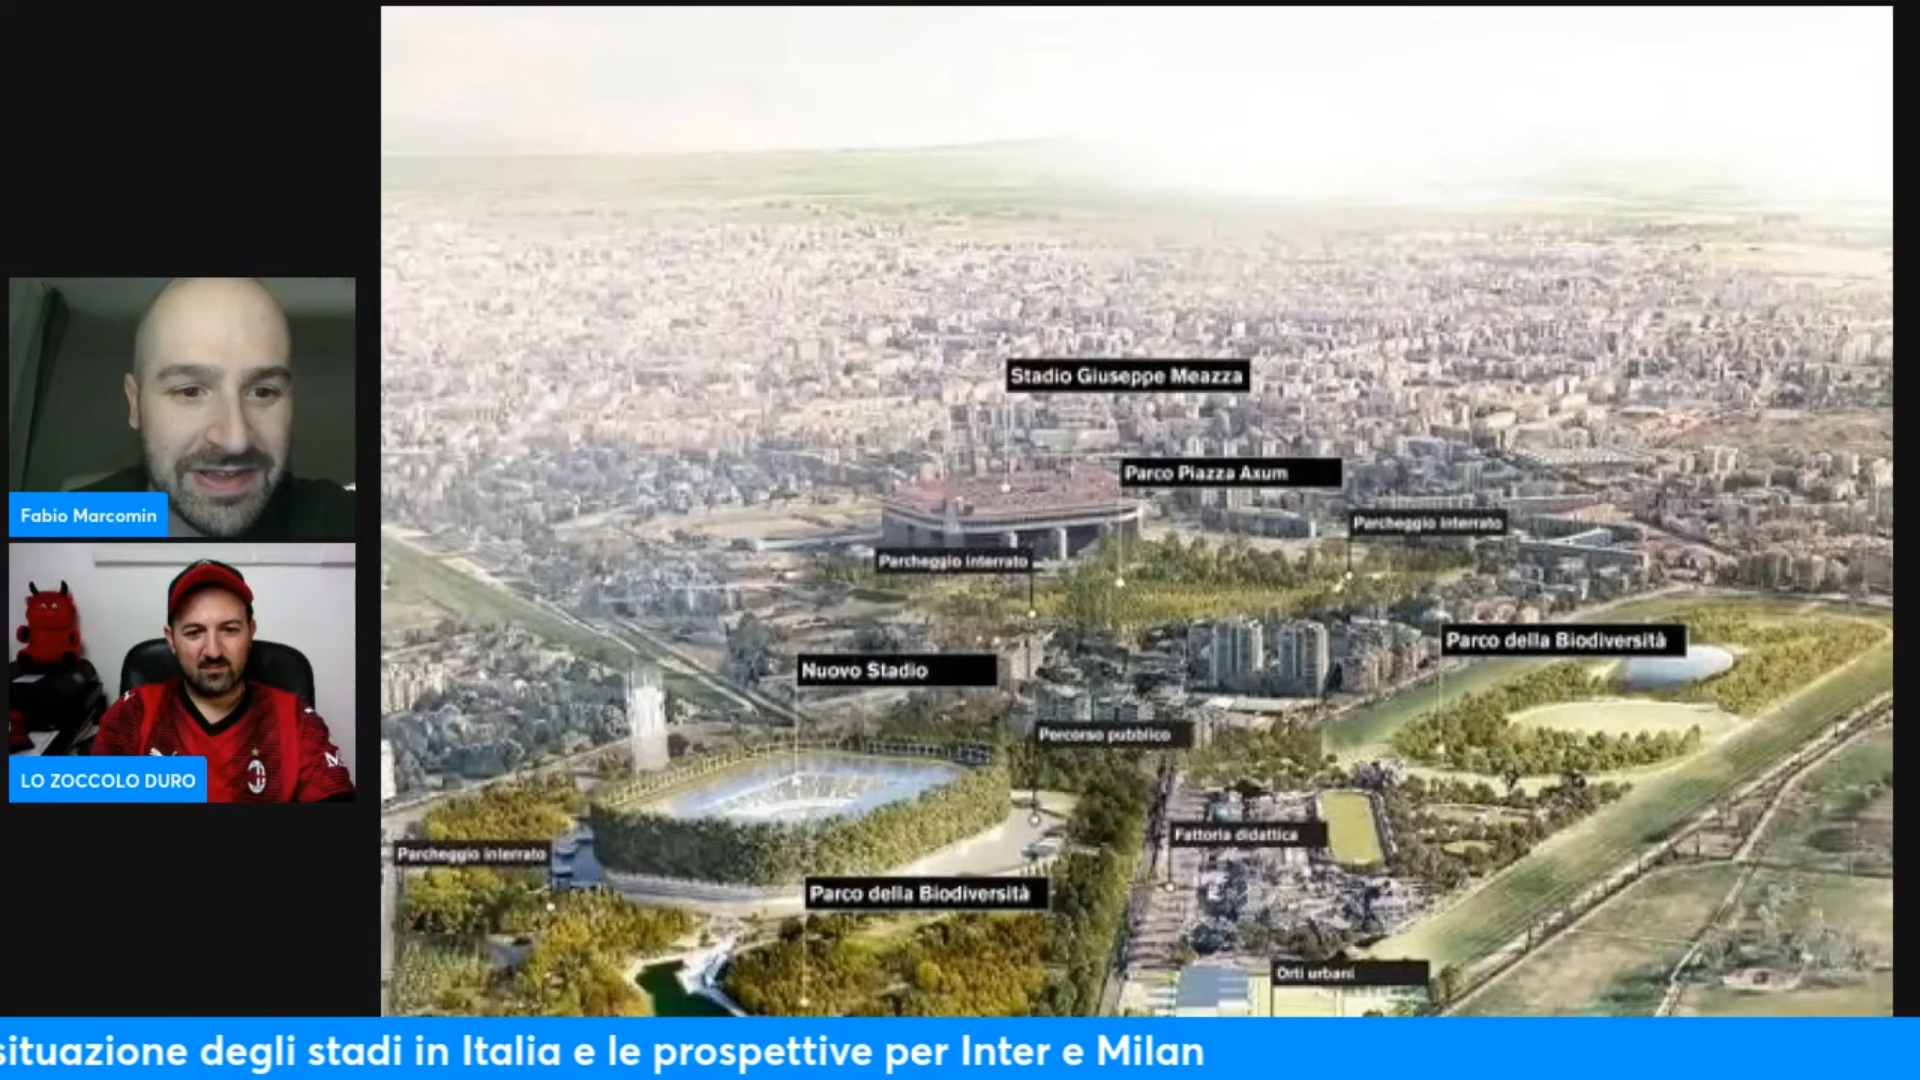 Stadio Giuseppe Meazza
Parco Piazza Axum
Parcheggio interrato
Parcheggio interrato
Parco della Biodiversità
Nuovo Stadio
Percorso pubblico
Fattoria didattica
Parcheggio interrato
Parco della Biodiversità
Orti urbani
Fabio Marcomin
LO ZOCCOLO DURO
situazione degli stadi in Italia e le prospettive per Inter e Milan